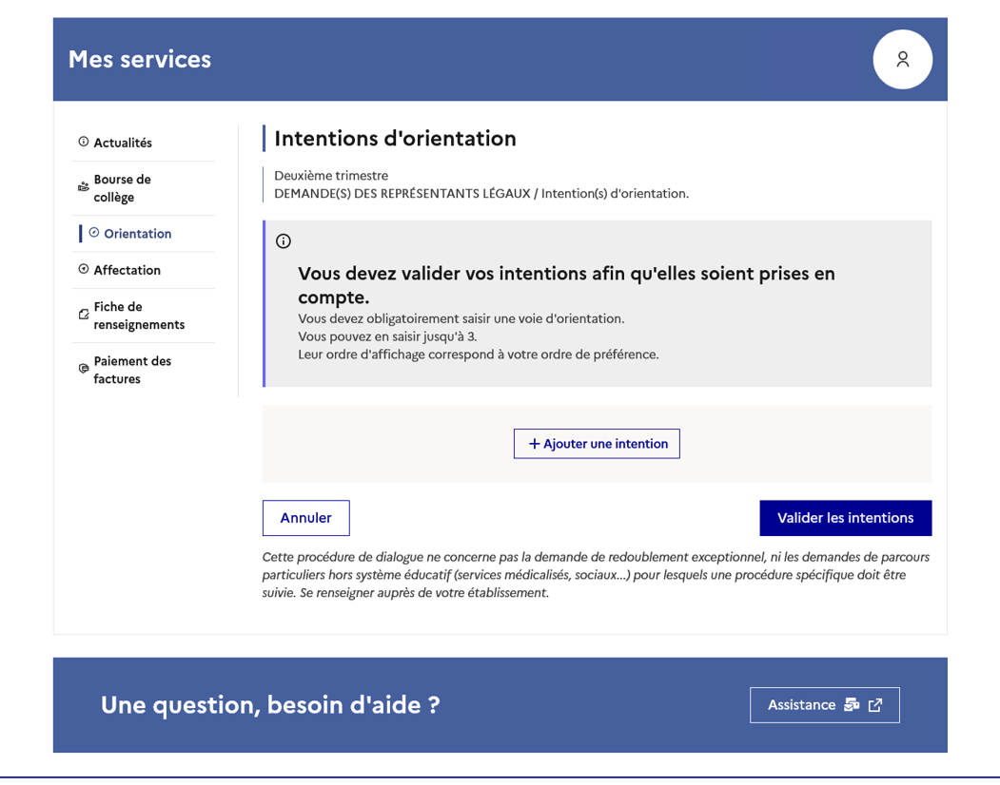 Mes services
Actualités
Bourse de
collège
Orientation
Affectation
Fiche de
renseignements
Paiement des
factures
Intentions d'orientation
Deuxième trimestre
DEMANDE(S) DES REPRÉSENTANTS LÉGAUX / Intention(s) d'orientation.
Vous devez valider vos intentions afin qu'elles soient prises en
compte.
Vous devez obligatoirement saisir une voie d'orientation.
Vous pouvez en saisir jusqu'à 3.
Leur ordre d'affichage correspond à votre ordre de préférence.
Ajouter une intention
Annuler
Valider les intentions
Cette procédure de dialogue ne concerne pas la demande de redoublement exceptionnel, ni les demandes de parcours
particuliers hors système éducatif (services médicalisés, sociaux...) pour lesquels une procédure spécifique doit être
suivie. Se renseigner auprès de votre établissement.
Une question, besoin d'aide ?
Assistance